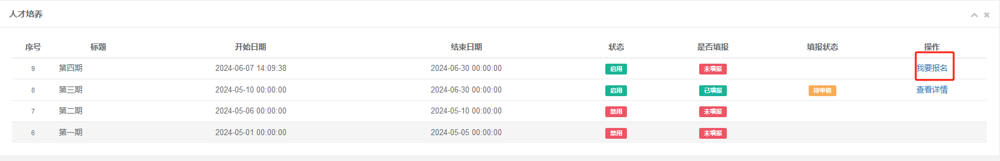 人才培养
序号 标题 开始日期 结束日期 状态 是否填报 填报状态 操作
9 第四期 2024-06-07 14:09:38 2024-06-30 00:00:00 启用 未填报 我要报名
8 第三期 2024-05-10 00:00:00 2024-06-30 00:00:00 启用 已填报 待审核 查看详情
7 第二期 2024-05-06 00:00:00 2024-05-10 00:00:00 禁用 未填报
6 第一期 2024-05-01 00:00:00 2024-05-05 00:00:00 禁用 未填报